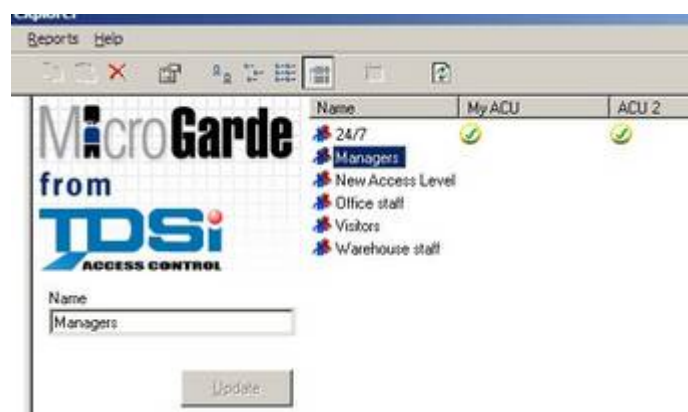 Explorer
Reports Help
MicroGarde
from
TDSi
ACCESS CONTROL
Name
Managers
Update
Name My ACU ACU 2
24/7
Managers
New Access Level
Office staff
Visitors
Warehouse staff